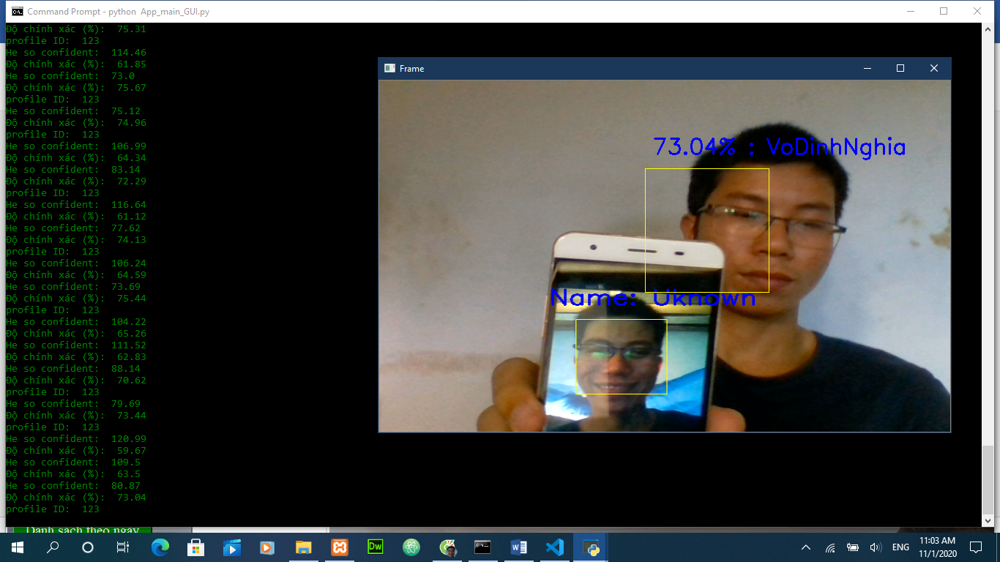 Command Prompt - python App_main_GUI.py
Độ chính xác (%):  75.31
profile ID:  123
He so confident:  114.46
Độ chính xác (%):  61.85
He so confident:  73.0
Độ chính xác (%):  75.67
profile ID:  123
He so confident:  75.12
Độ chính xác (%):  74.96
profile ID:  123
He so confident:  106.99
Độ chính xác (%):  64.34
He so confident:  83.14
Độ chính xác (%):  72.29
profile ID:  123
He so confident:  116.64
Độ chính xác (%):  61.12
He so confident:  77.62
Độ chính xác (%):  74.13
profile ID:  123
He so confident:  106.24
Độ chính xác (%):  64.59
He so confident:  73.69
Độ chính xác (%):  75.44
profile ID:  123
He so confident:  104.22
Độ chính xác (%):  65.26
He so confident:  111.52
Độ chính xác (%):  62.83
He so confident:  88.14
Độ chính xác (%):  70.62
profile ID:  123
He so confident:  79.69
Độ chính xác (%):  73.44
profile ID:  123
He so confident:  120.99
Độ chính xác (%):  59.67
He so confident:  109.5
Độ chính xác (%):  63.5
He so confident:  80.87
Độ chính xác (%):  73.04
profile ID:  123
Frame
73.04% : VoDinhNghia
Name: Uknown
Danh sách theo ngày
Dw
ENG
11:03 AM
11/1/2020